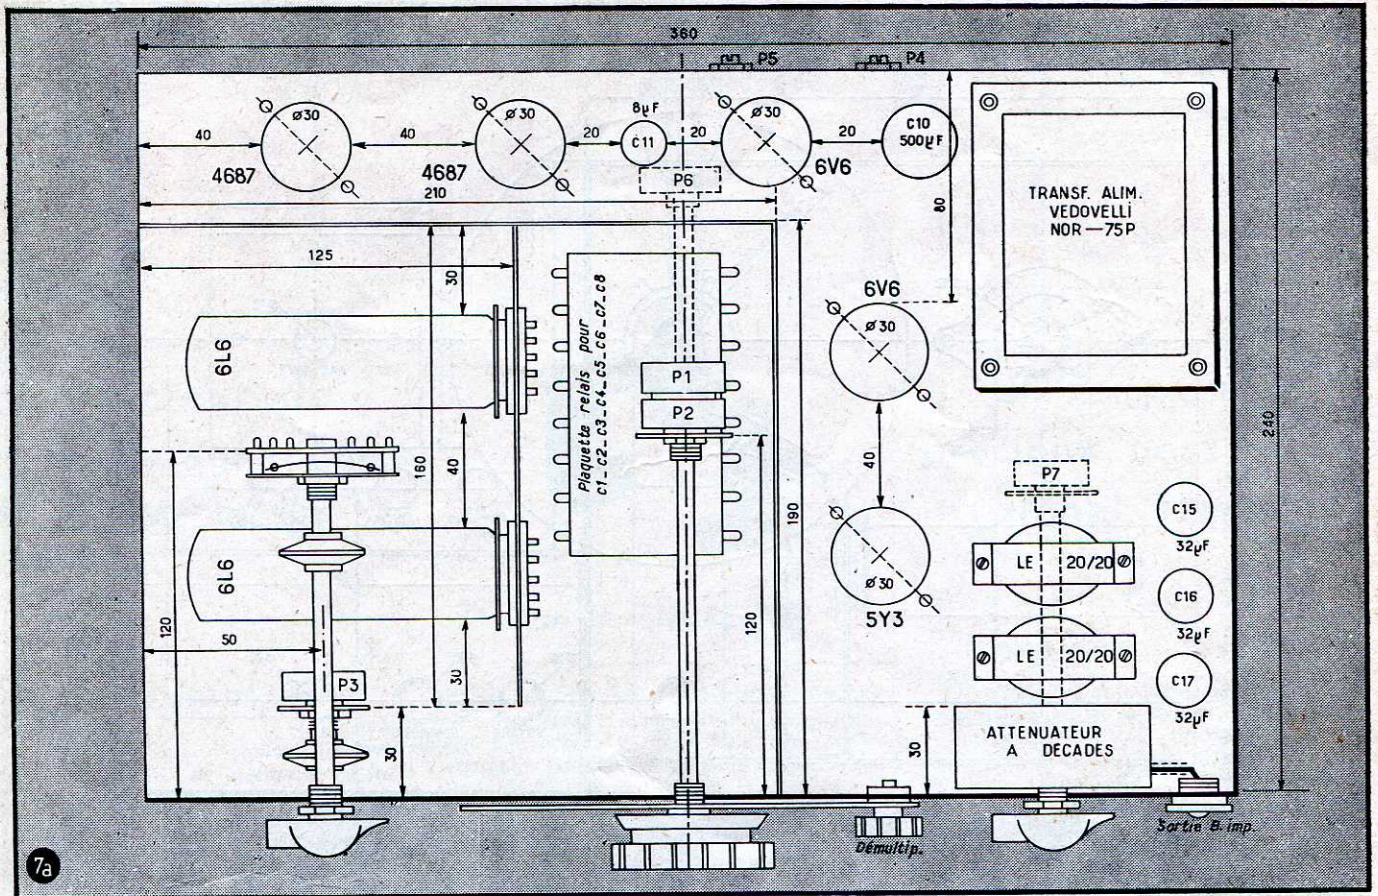 360
P5
P4
ø30
ø30
8µF
ø30
C10
500µF
40
40
20
C11
20
20
4687
4687
6V6
P6
210
TRANSF. ALIM.
VEDOVELLI
NOR — 75P
80
125
30
6L6
Plaquette relais pour
C1_C2_C3_C4_C5_C6_C7_C8
P1
P2
6V6
ø30
240
160
40
40
190
P7
C15
32µF
LE 20/20
6L6
ø30
5Y3
C16
32µF
120
50
120
LE 20/20
C17
32µF
P3
30
30
30
ATTENUATEUR
A DECADES
Démultip.
Sortie B. imp.
7a